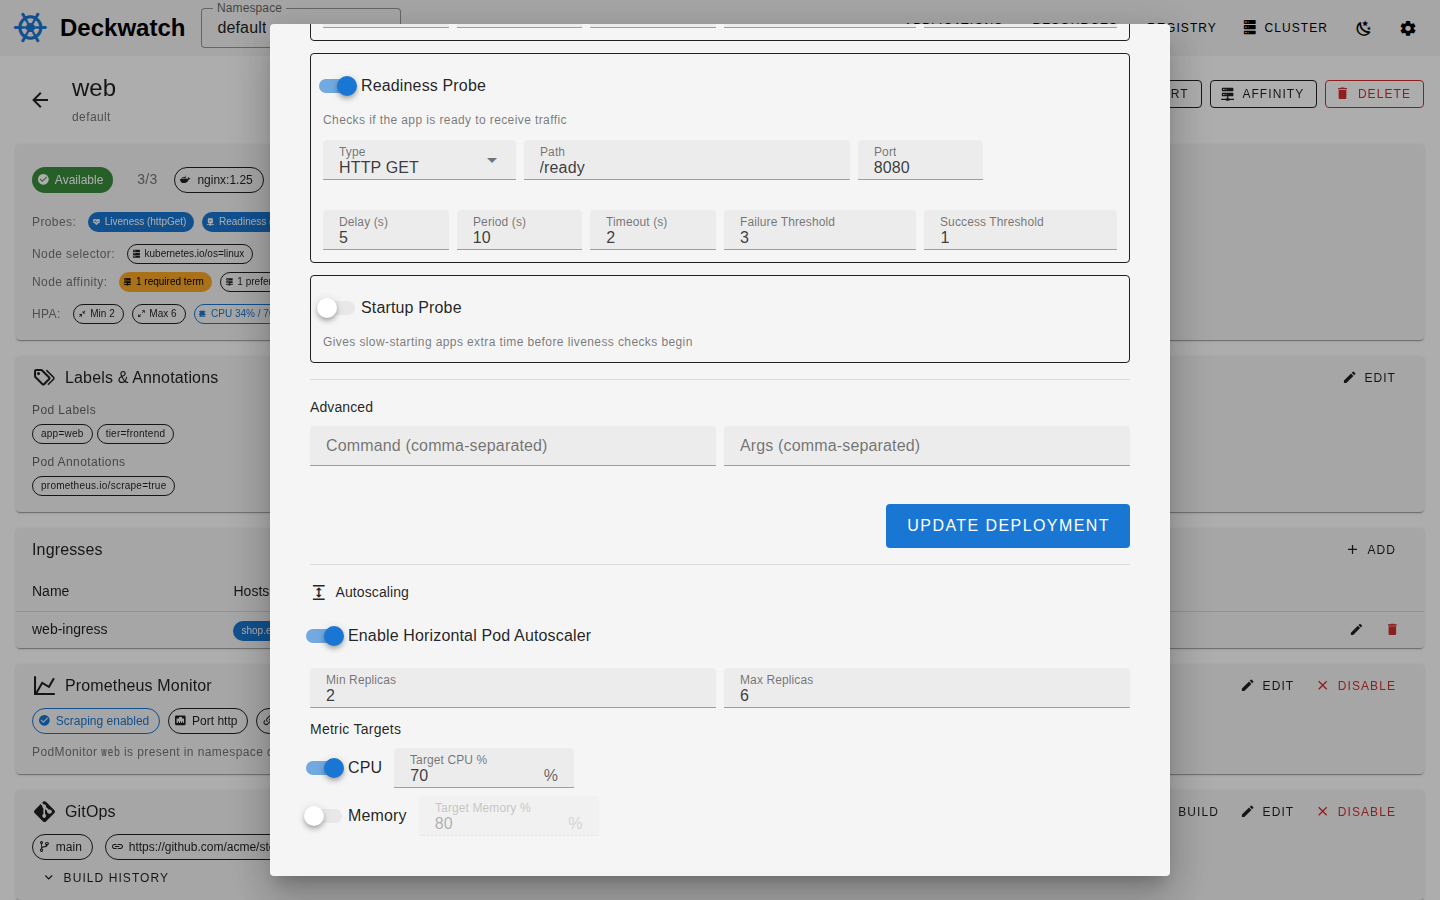 Namespace
Deckwatch
default
CLUSTER
web
default
AFFINITY
DELETE
Available
3/3
nginx:1.25
Probes:
Liveness (httpGet)
Readiness
Node selector:
kubernetes.io/os=linux
Node affinity:
1 required term
HPA:
Min 2
Max 6
CPU 34% /
Labels & Annotations
EDIT
Pod Labels
app=web
tier=frontend
Pod Annotations
prometheus.io/scrape=true
Ingresses
ADD
Name
Hosts
web-ingress
Prometheus Monitor
EDIT
DISABLE
Scraping enabled
Port http
PodMonitor web is present in namespace
GitOps
BUILD
EDIT
DISABLE
main
https://github.com/acme/
BUILD HISTORY
Readiness Probe
Checks if the app is ready to receive traffic
Type
HTTP GET
Path
/ready
Port
8080
Delay (s)
5
Period (s)
10
Timeout (s)
2
Failure Threshold
3
Success Threshold
1
Startup Probe
Gives slow-starting apps extra time before liveness checks begin
Advanced
Command (comma-separated)
Args (comma-separated)
UPDATE DEPLOYMENT
Autoscaling
Enable Horizontal Pod Autoscaler
Min Replicas
2
Max Replicas
6
Metric Targets
CPU
Target CPU %
70
%
Memory
Target Memory %
80
%